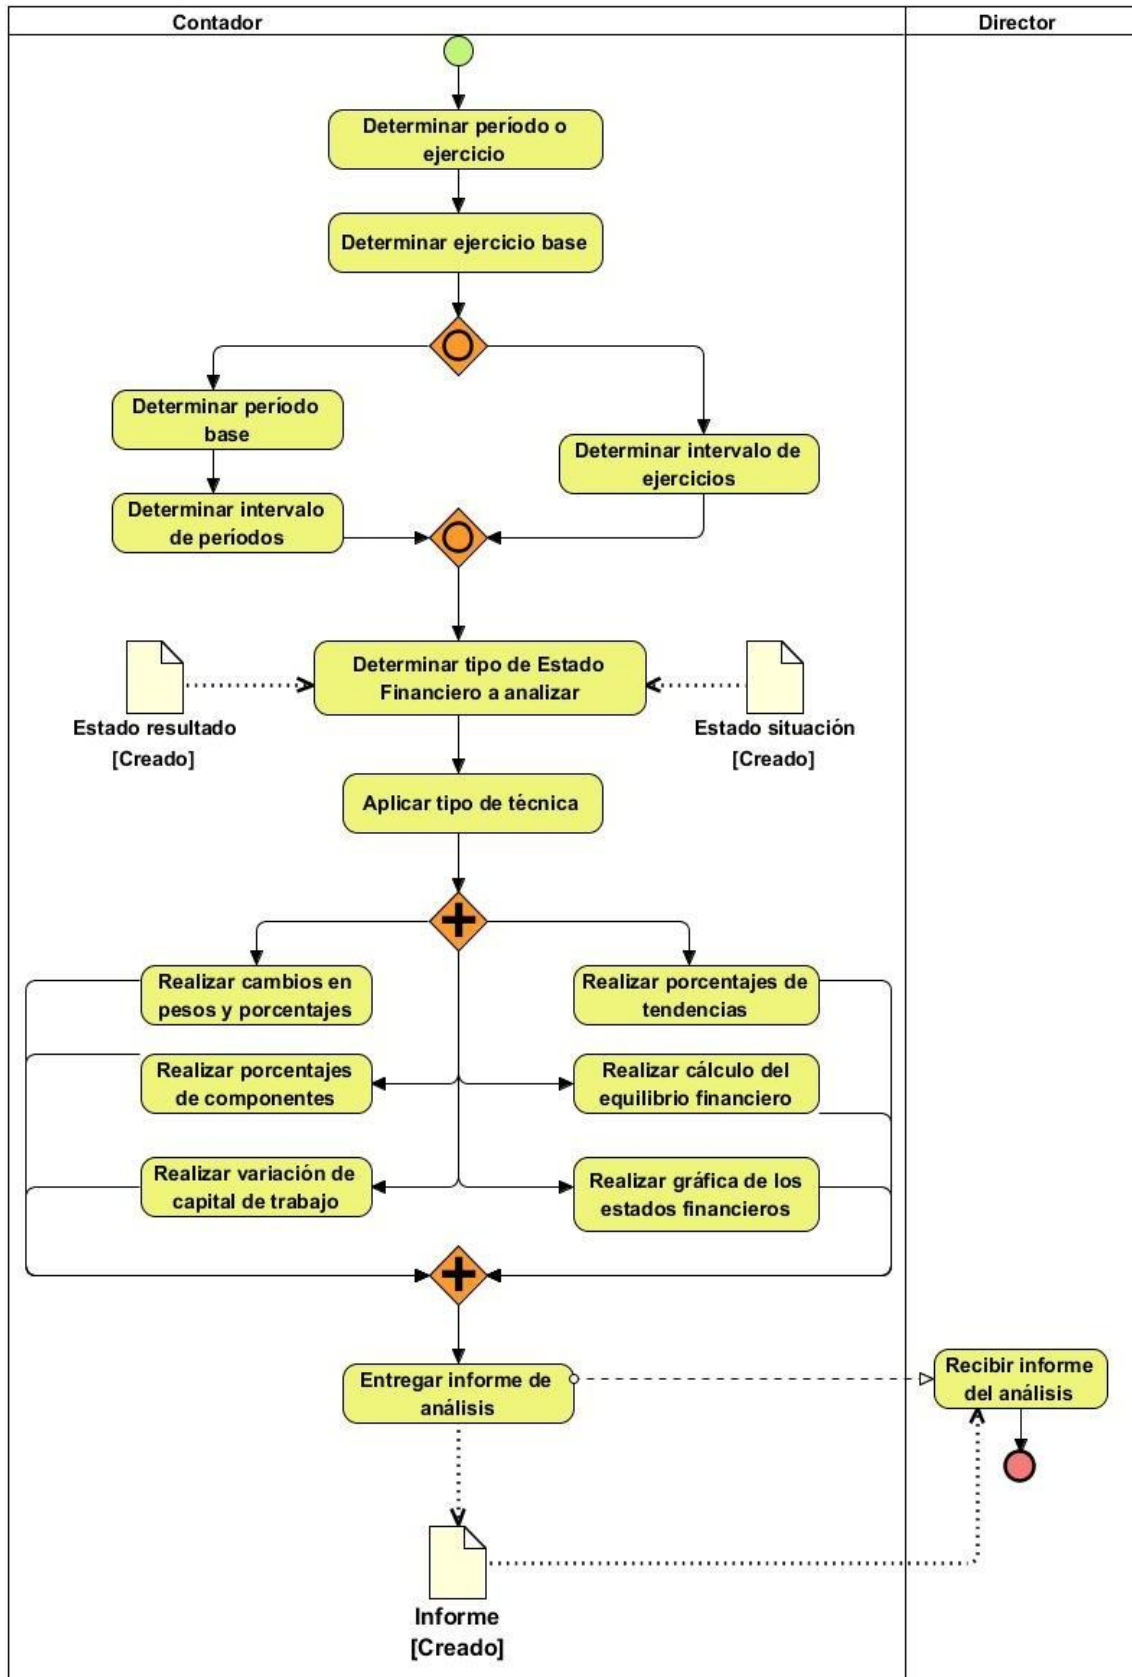 Contador
Director
Determinar período o
ejercicio
Determinar ejercicio base
Determinar período
base
Determinar intervalo de
ejercicios
Determinar intervalo
de períodos
Determinar tipo de Estado
Financiero a analizar
Estado resultado
[Creado]
Estado situación
[Creado]
Aplicar tipo de técnica
Realizar cambios en
pesos y porcentajes
Realizar porcentajes de
tendencias
Realizar porcentajes
de componentes
Realizar cálculo del
equilibrio financiero
Realizar variación de
capital de trabajo
Realizar gráfica de los
estados financieros
Entregar informe de
análisis
Recibir informe
del análisis
Informe
[Creado]